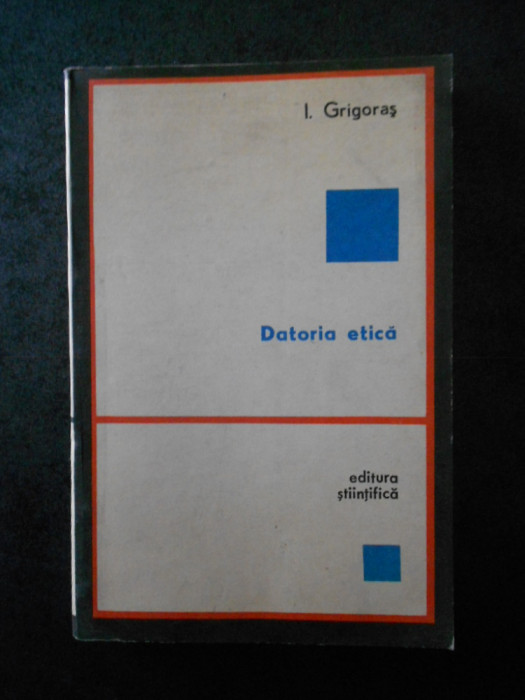 I. Grigoraş
Datoria etică
editura
ştiinţifică